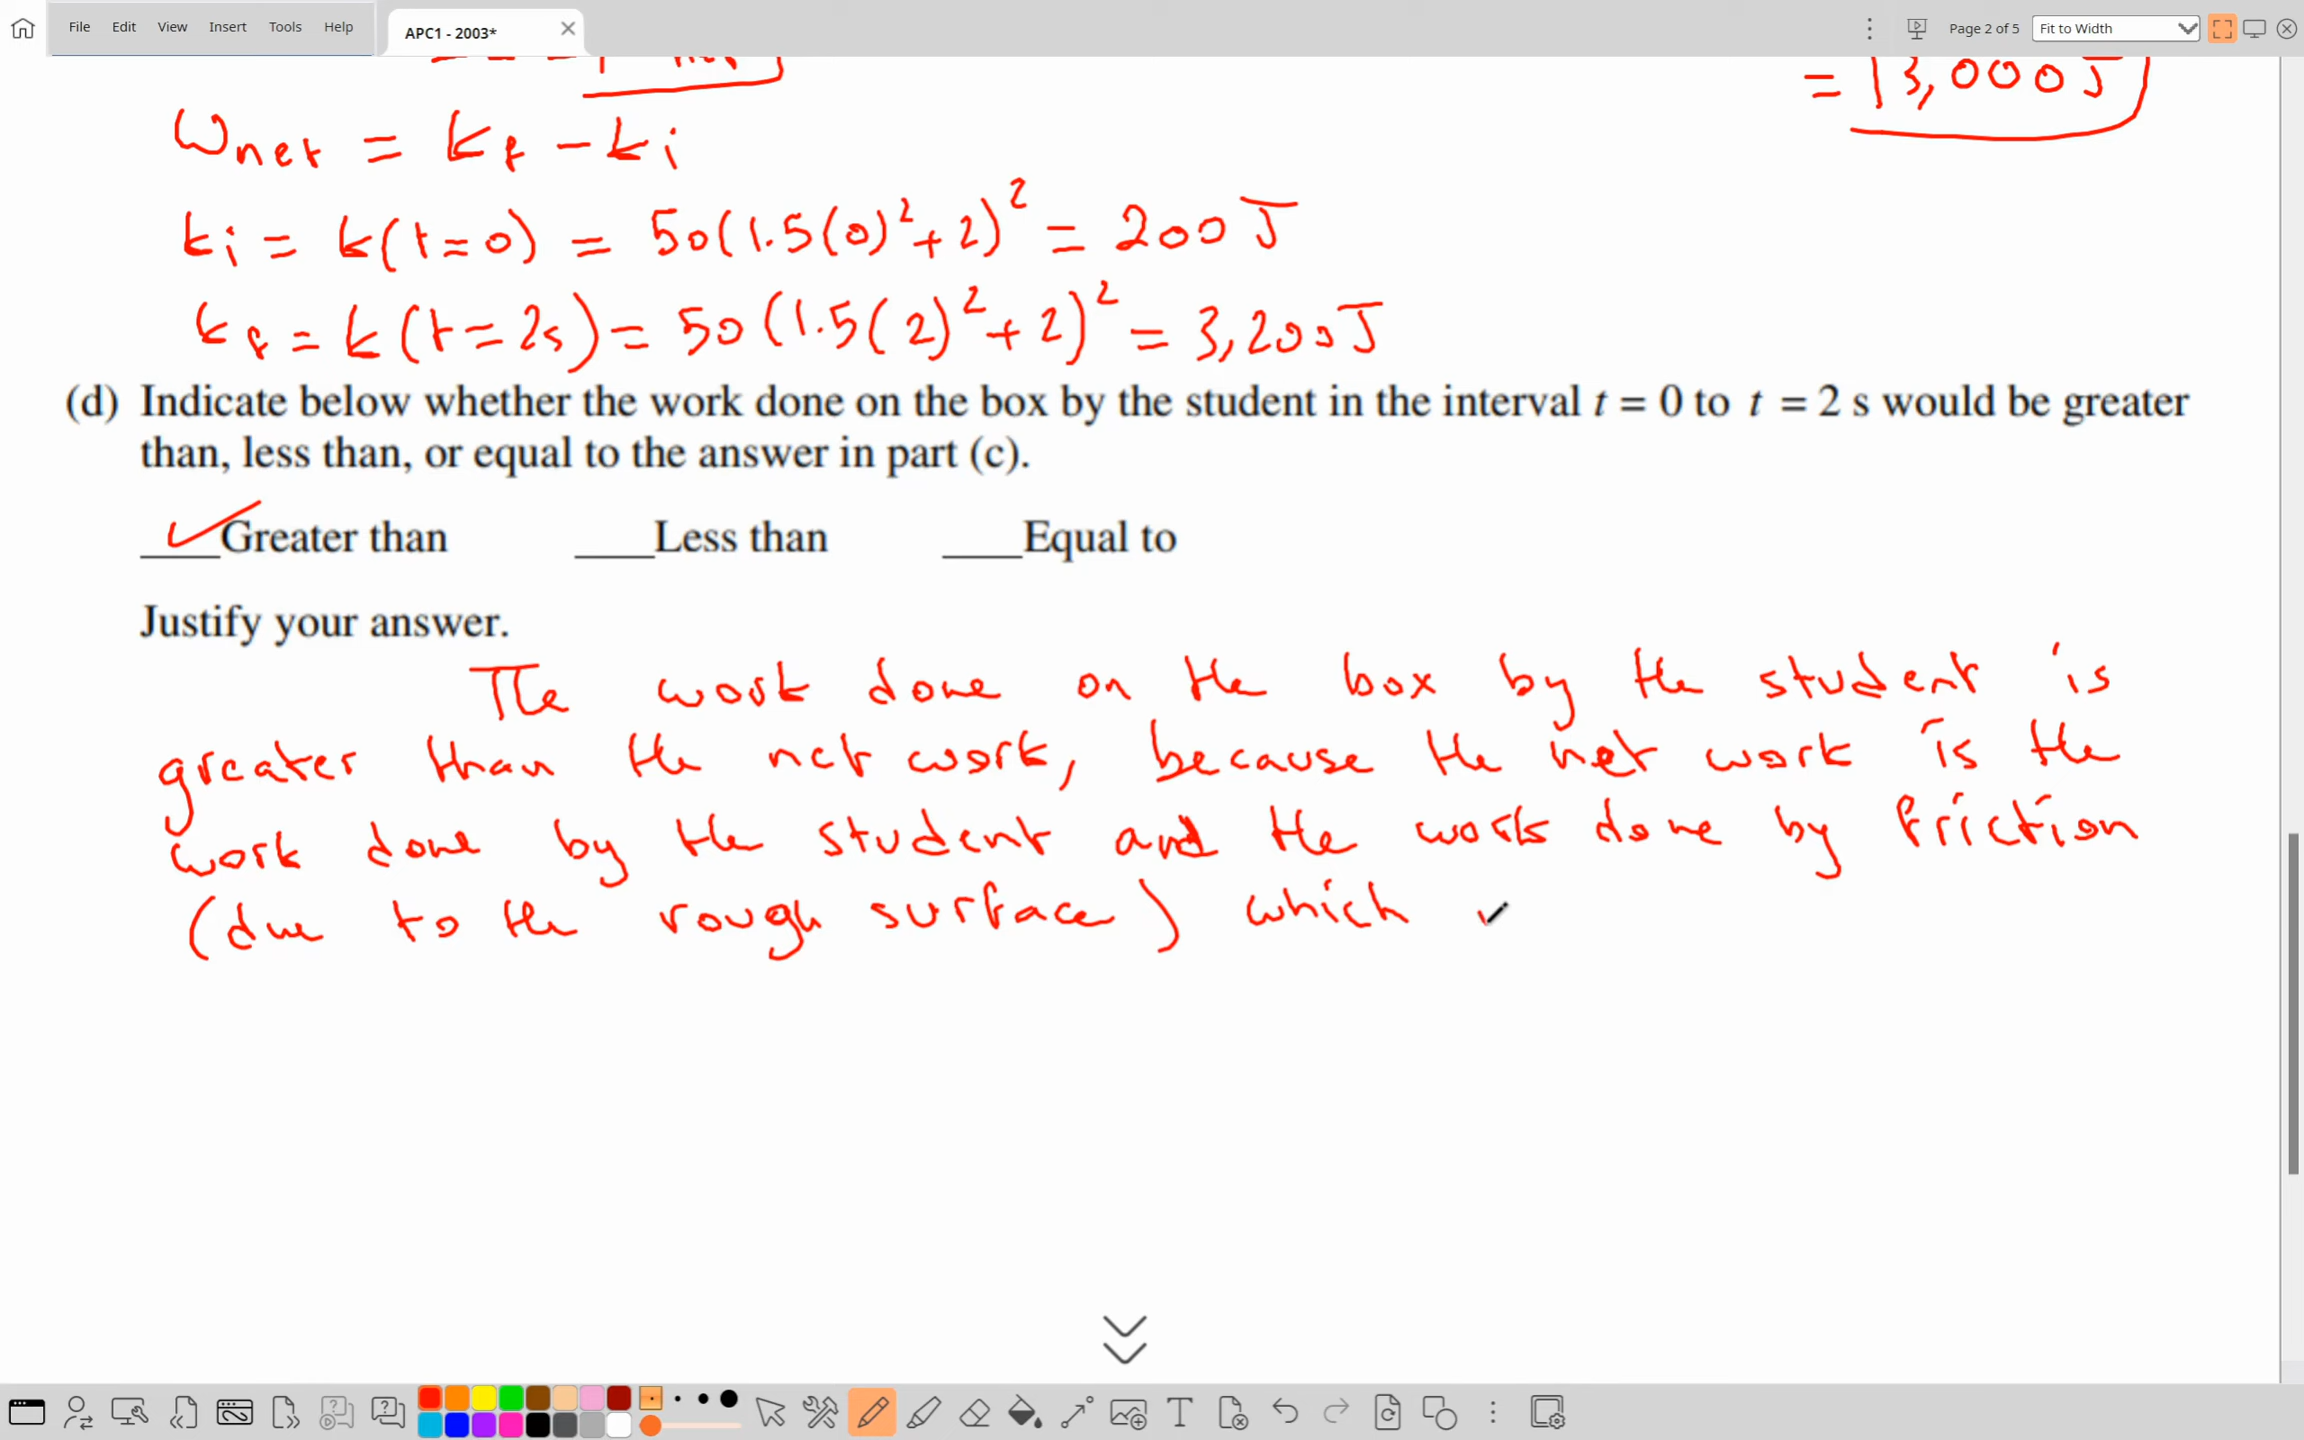 File Edit View Insert Tools Help APC1 - 2003* Page 2 of 5 Fit to Width
= 3,000J
Wnet = Kf - Ki
Ki = K(t=0) = 50(1.5(0)²+2)² = 200J
Kf = K(t=2s) = 50(1.5(2)²+2)² = 3,200J
(d) Indicate below whether the work done on the box by the student in the interval t = 0 to t = 2 s would be greater
than, less than, or equal to the answer in part (c).
____Greater than ____Less than ____Equal to
Justify your answer.
The work done on the box by the student is
greater than the net work, because the net work is the
work done by the student and the work done by friction
(due to the rough surface) which